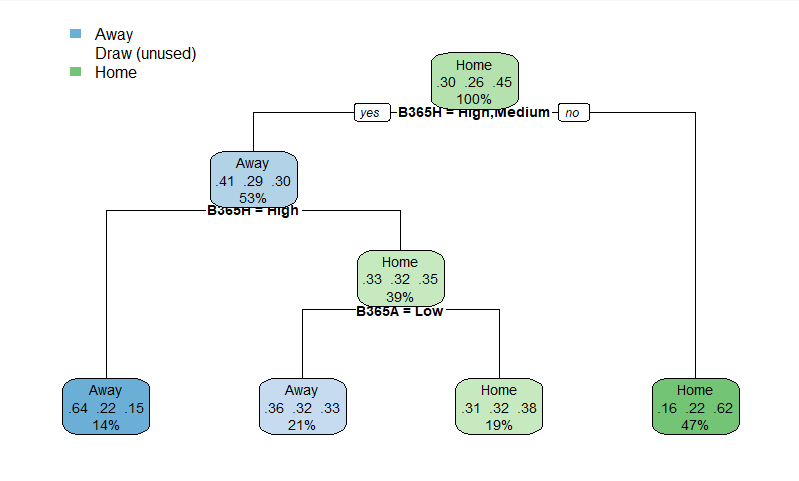 Away
Draw (unused)
Home
Home
.30 .26 .45
100%
yes B365H = High,Medium no
Away
.41 .29 .30
53%
B365H = High
Home
.33 .32 .35
39%
B365A = Low
Away
.64 .22 .15
14%
Away
.36 .32 .33
21%
Home
.31 .32 .38
19%
Home
.16 .22 .62
47%